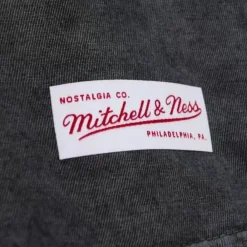 NOSTALGIA CO.
Mitchell & Ness
PHILADELPHIA, PA.